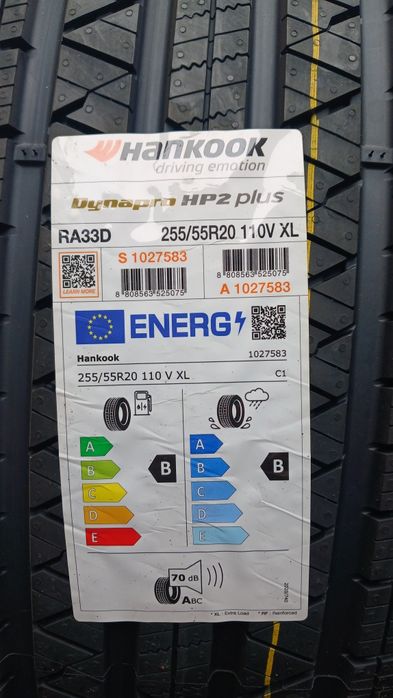 Hankook
driving emotion
Dynapro HP2 plus
RA33D 255/55R20 110V XL
LEARN MORE
S 1027583
8 808563 525075
8 808563 525075
A 1027583
ENERG
Hankook 1027583
255/55R20 110 V XL C1
A
B
C
D
E
B
A
B
C
D
E
B
70 dB
ABC
* XL : Extra Load * RF : Reinforced